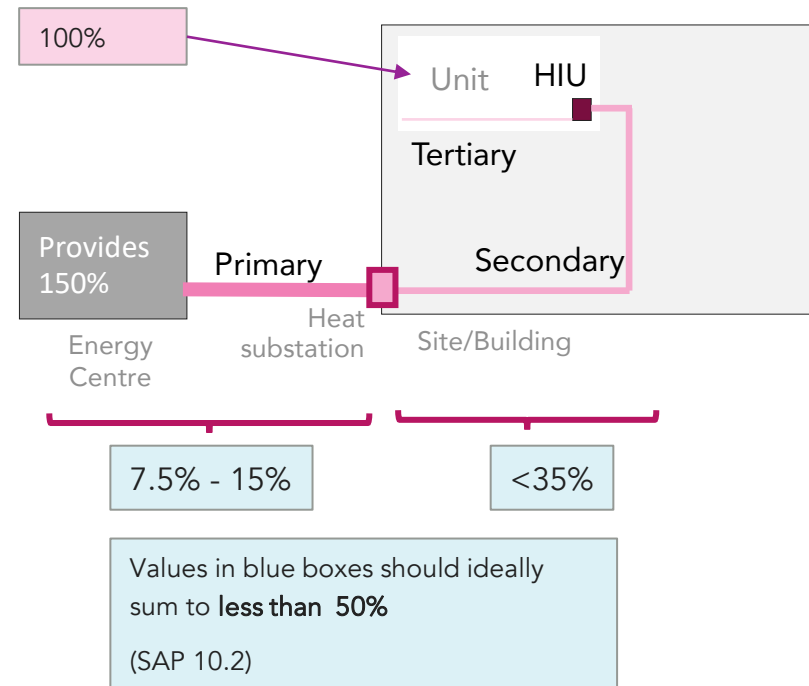 100%
Unit HIU
Tertiary
Provides
150%
Primary
Secondary
Heat
substation
Site/Building
Energy
Centre
7.5% - 15%
<35%
Values in blue boxes should ideally
sum to less than 50%
(SAP 10.2)